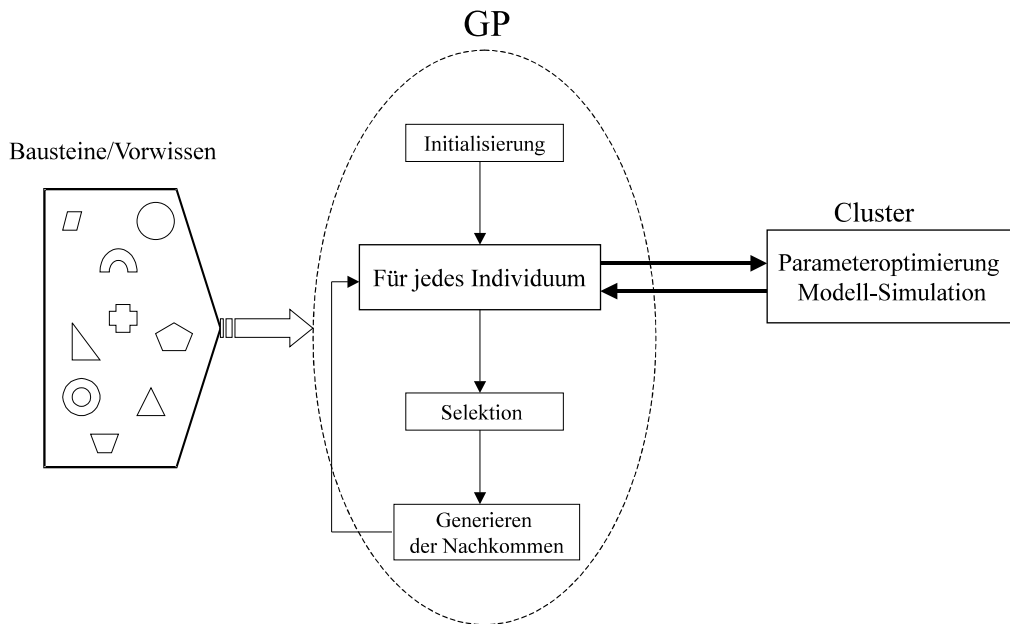 GP
Bausteine/Vorwissen
Initialisierung
Für jedes Individuum
Cluster
Parameteroptimierung
Modell-Simulation
Selektion
Generieren
der Nachkommen